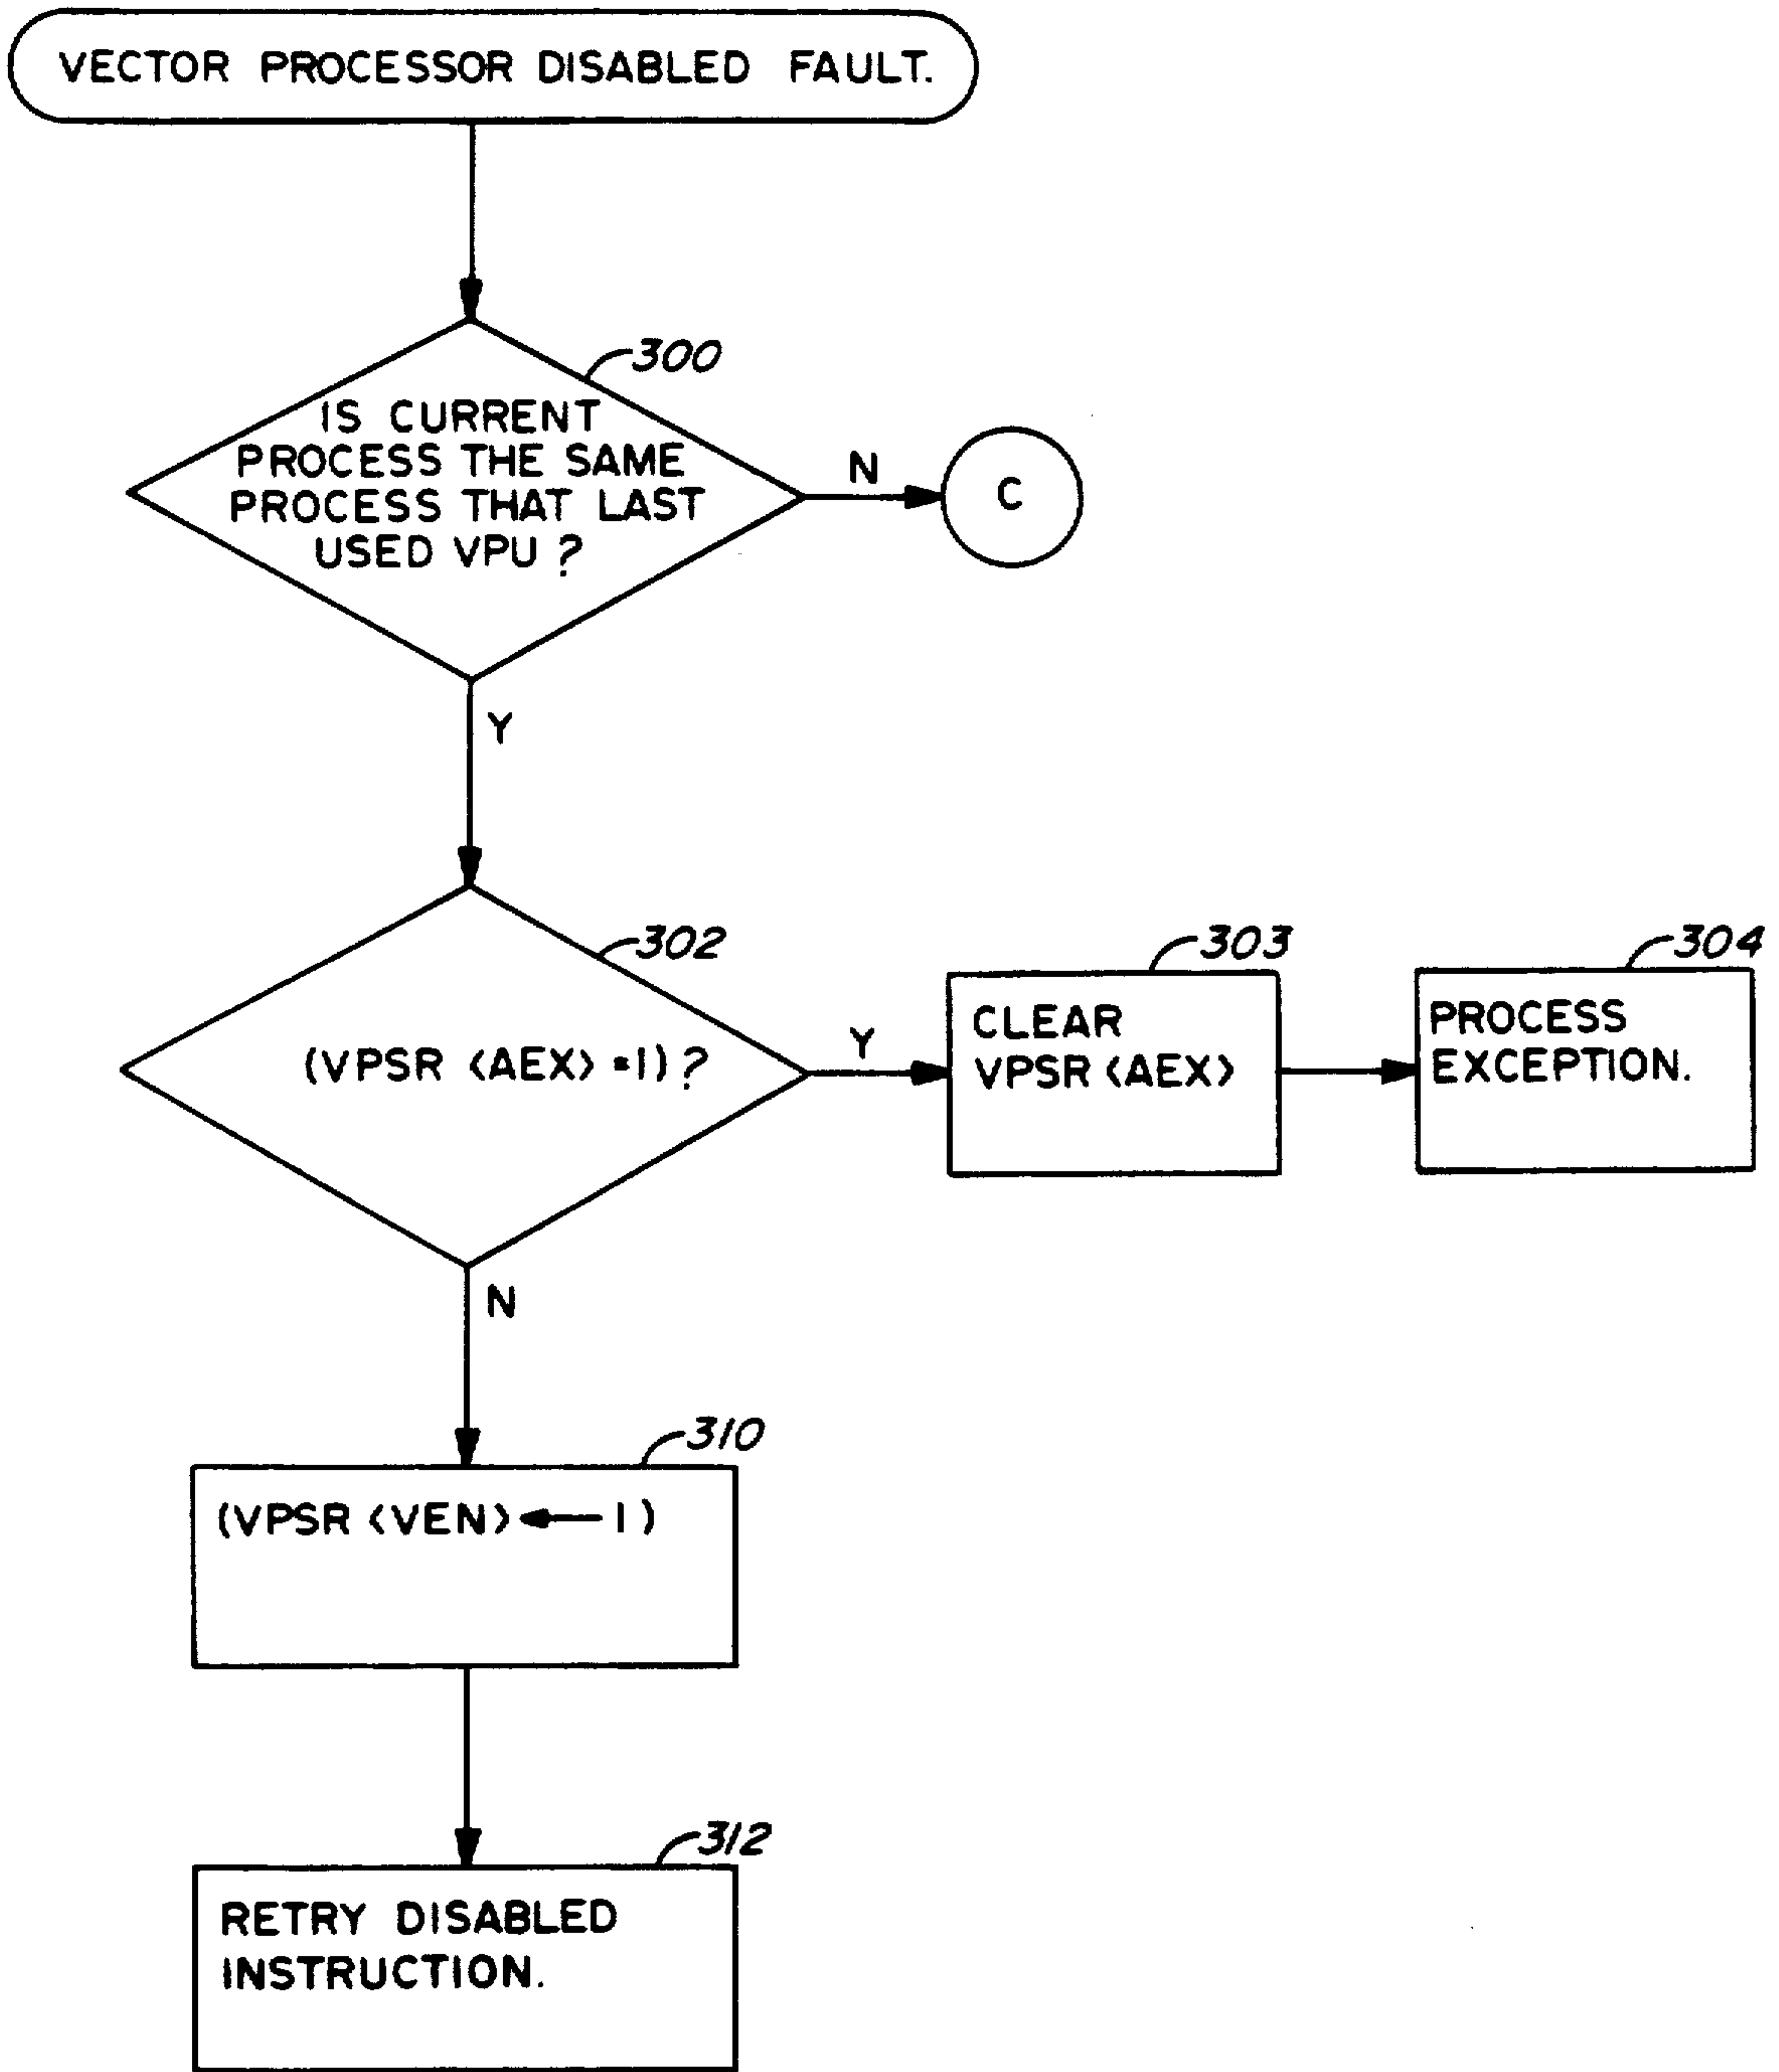 VECTOR PROCESSOR DISABLED FAULT.
300
IS CURRENT
PROCESS THE SAME
PROCESS THAT LAST
USED VPU ?
N
C
Y
302
(VPSR <AEX> =1) ?
Y
303
CLEAR
VPSR <AEX>
304
PROCESS
EXCEPTION.
N
310
(VPSR <VEN> ← 1)
312
RETRY DISABLED
INSTRUCTION.